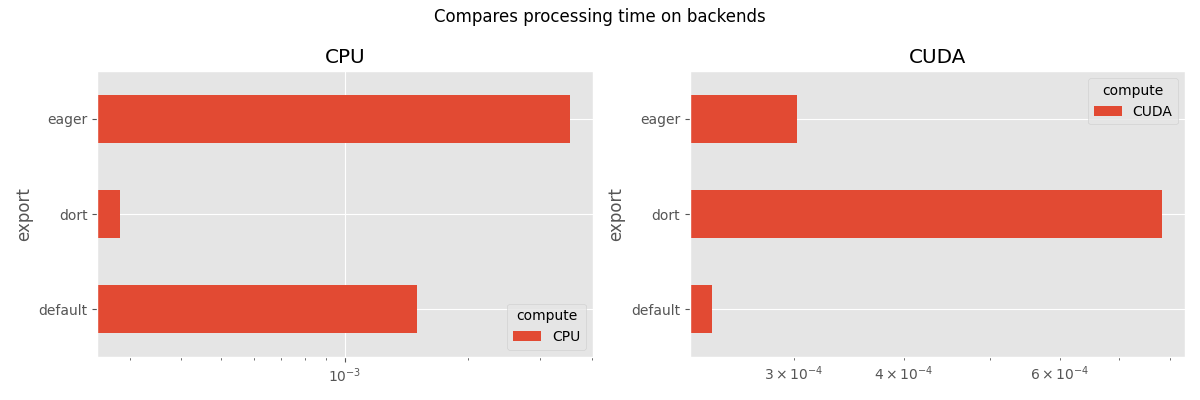 Compares processing time on backends
CPU
export
eager
dort
default
compute
CPU
10⁻³
CUDA
export
eager
dort
default
compute
CUDA
3 × 10⁻⁴
4 × 10⁻⁴
6 × 10⁻⁴